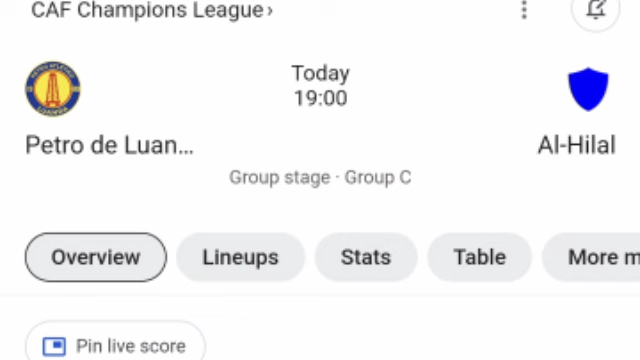 CAF Champions League ›
Today
19:00
Petro de Luan...
Al-Hilal
Group stage · Group C
Overview
Lineups
Stats
Table
More m
Pin live score